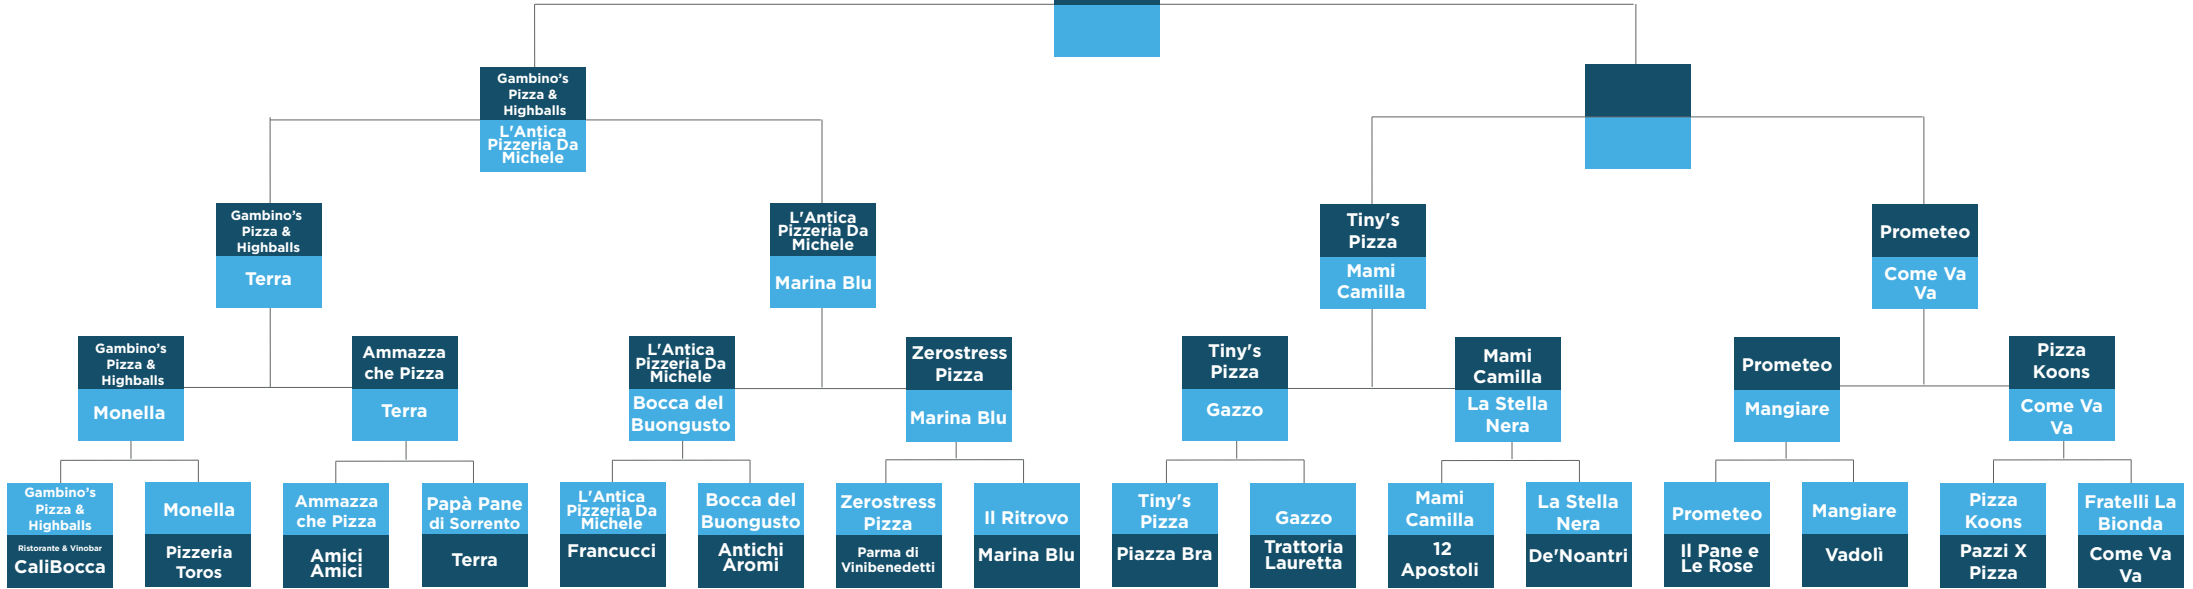 Gambino's
Pizza &
Highballs
L'Antica
Pizzeria Da
Michele
Gambino's
Pizza &
Highballs
Terra
L'Antica
Pizzeria Da
Michele
Marina Blu
Tiny's
Pizza
Mami
Camilla
Prometeo
Come Va
Va
Gambino's
Pizza &
Highballs
Monella
Ammazza
che Pizza
Terra
L'Antica
Pizzeria Da
Michele
Bocca del
Buongusto
Zerostress
Pizza
Marina Blu
Tiny's
Pizza
Gazzo
Mami
Camilla
La Stella
Nera
Prometeo
Mangiare
Pizza
Koons
Come Va
Va
Gambino's
Pizza &
Highballs
Ristorante & Vinobar
CaliBocca
Monella
Pizzeria
Toros
Ammazza
che Pizza
Amici
Amici
Papà Pane
di Sorrento
Terra
L'Antica
Pizzeria Da
Michele
Francucci
Bocca del
Buongusto
Antichi
Aromi
Zerostress
Pizza
Parma di
Vinibenedetti
Il Ritrovo
Marina Blu
Tiny's
Pizza
Piazza Bra
Gazzo
Trattoria
Lauretta
Mami
Camilla
12
Apostoli
La Stella
Nera
De'Noantri
Prometeo
Il Pane e
Le Rose
Mangiare
Vadolì
Pizza
Koons
Pazzi X
Pizza
Fratelli La
Bionda
Come Va
Va